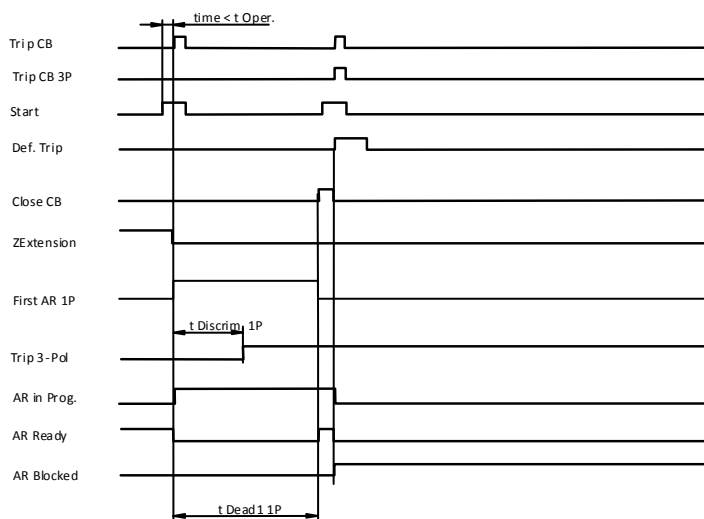 time < t Oper.
Trip CB
Trip CB 3P
Start
Def. Trip
Close CB
ZExtension
First AR 1P
t Discrim. 1P
Trip 3-Pol
AR in Prog.
AR Ready
AR Blocked
t Dead1 1P